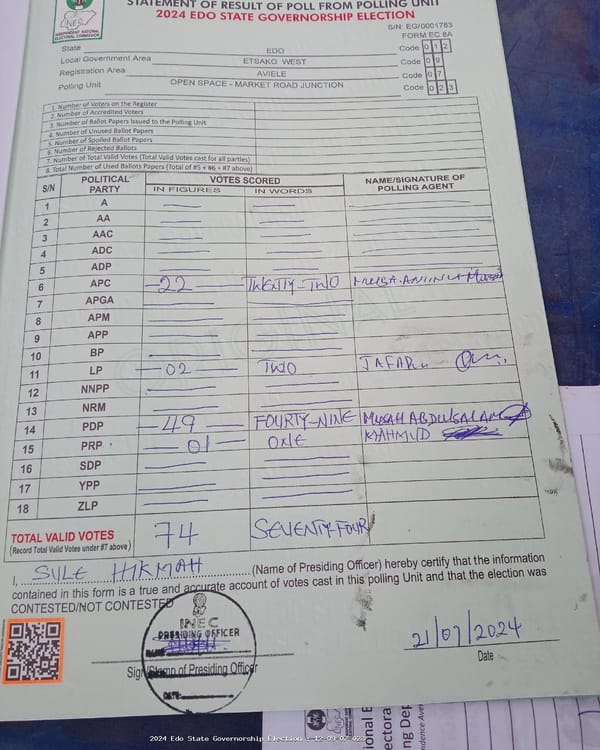 STATEMENT OF RESULT OF POLL FROM POLLING UNIT
2024 EDO STATE GOVERNORSHIP ELECTION
INEC
INDEPENDENT NATIONAL ELECTORAL COMMISSION
S/N: EG/0001783
FORM EC 8A
State EDO Code 0 1 2
Local Government Area ETSAKO WEST Code 0 9
Registration Area AVIELE Code 0 7
Polling Unit OPEN SPACE - MARKET ROAD JUNCTION Code 0 2 3
1. Number of Voters on the Register
2. Number of Accredited Voters
3. Number of Ballot Papers Issued to the Polling Unit
4. Number of Unused Ballot Papers
5. Number of Spoiled Ballot Papers
6. Number of Rejected Ballots
7. Number of Total Valid Votes (Total Valid Votes cast for all parties)
8. Total Number of Used Ballots Papers (Total of #5 + #6 + #7 above)
S/N POLITICAL PARTY VOTES SCORED NAME/SIGNATURE OF POLLING AGENT
IN FIGURES IN WORDS
1 A
2 AA
3 AAC
4 ADC
5 ADP
6 APC 22 TWENTY-TWO MUSA
7 APGA
8 APM
9 APP
10 BP
11 LP 02 TWO JAFARU
12 NNPP
13 NRM
14 PDP 49 FOURTY-NINE MUSAH ABDULSALAM
15 PRP 01 ONE MAHMUD
16 SDP
17 YPP
18 ZLP
TOTAL VALID VOTES 74 SEVENTY FOUR
(Record Total Valid Votes under #7 above)
I, SULE HIKMAH (Name of Presiding Officer) hereby certify that the information
contained in this form is a true and accurate account of votes cast in this polling Unit and that the election was
CONTESTED/NOT CONTESTED
INEC
PRESIDING OFFICER
NAME
DATE:
Sign/Stamp of Presiding Officer
21/09/2024
Date
2024 Edo State Governorship Election